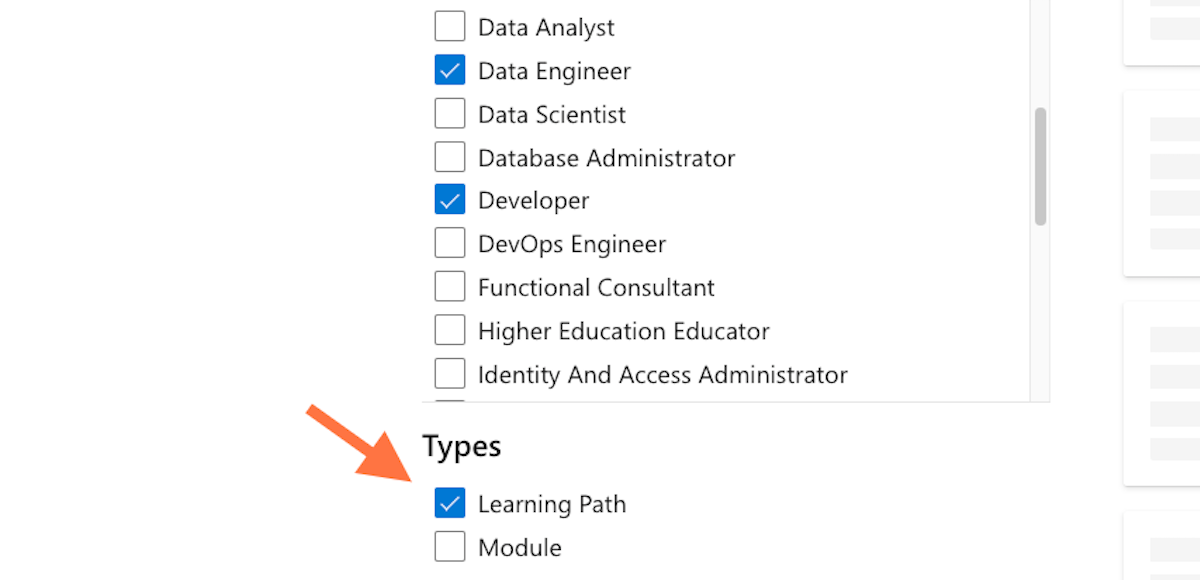 Data Analyst
Data Engineer
Data Scientist
Database Administrator
Developer
DevOps Engineer
Functional Consultant
Higher Education Educator
Identity And Access Administrator
Types
Learning Path
Module